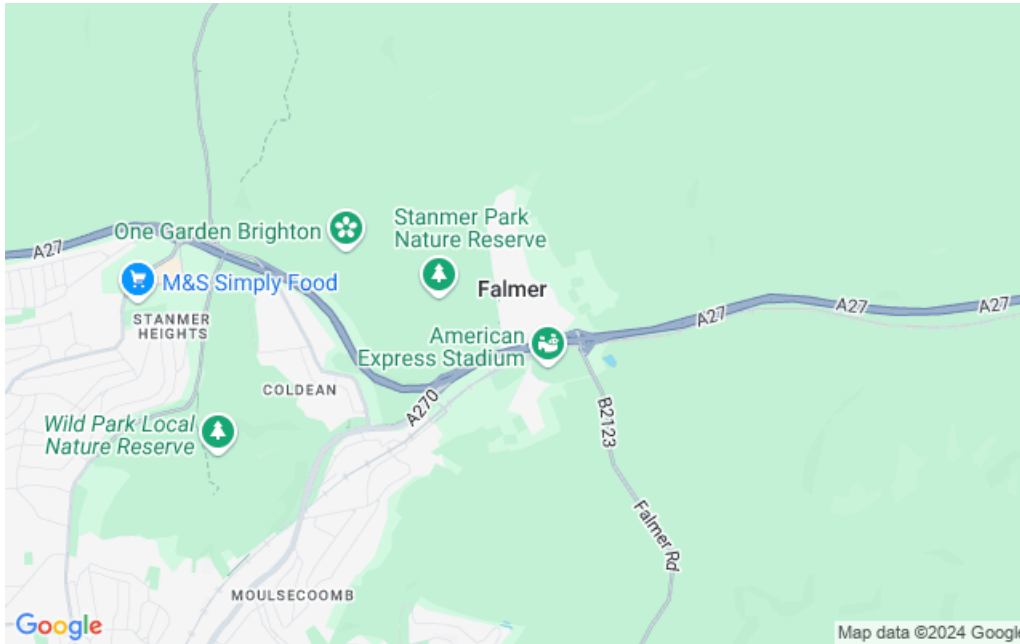 One Garden Brighton
Stanmer Park
Nature Reserve
A27
M&S Simply Food
Falmer
A27
A27
A27
STANMER
HEIGHTS
American
Express Stadium
COLDEAN
A270
B2123
Wild Park Local
Nature Reserve
Falmer Rd
MOULSECOOMB
Google
Map data ©2024 Google